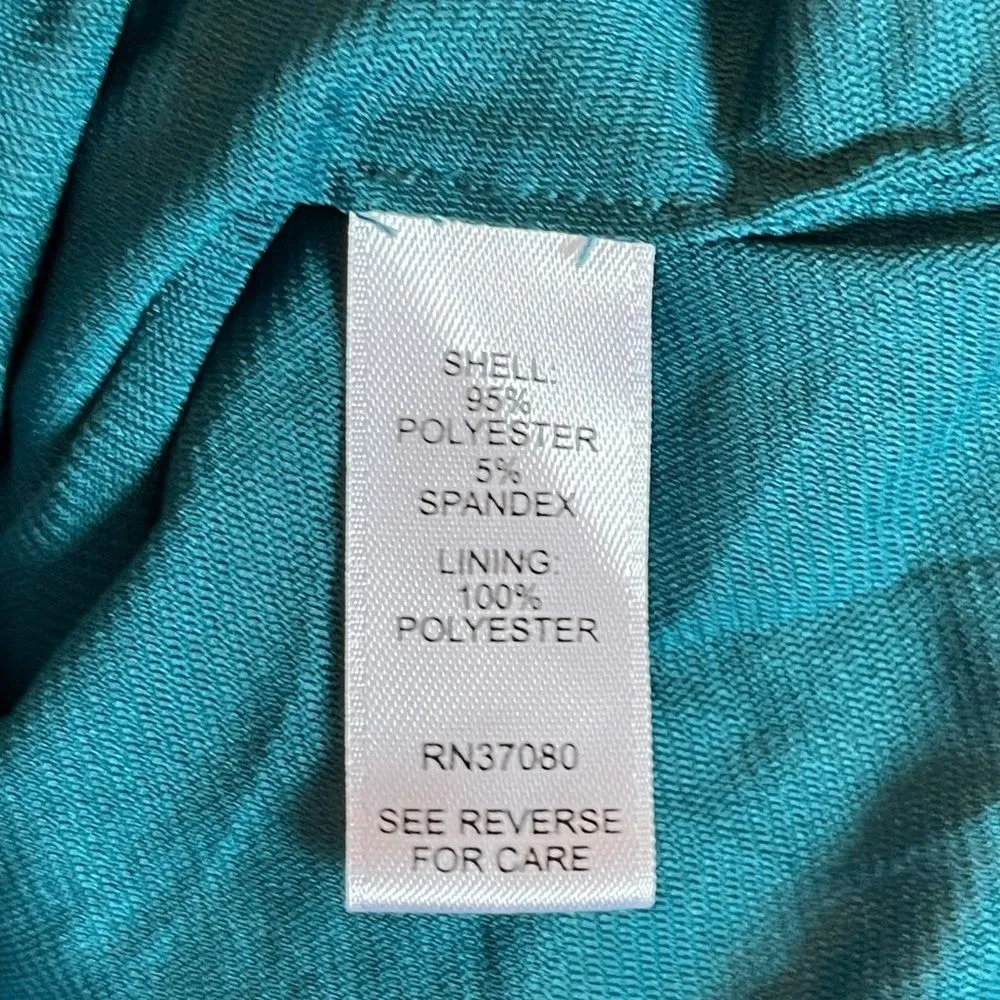 SHELL:
95%
POLYESTER
5%
SPANDEX
LINING:
100%
POLYESTER
RN37080
SEE REVERSE
FOR CARE